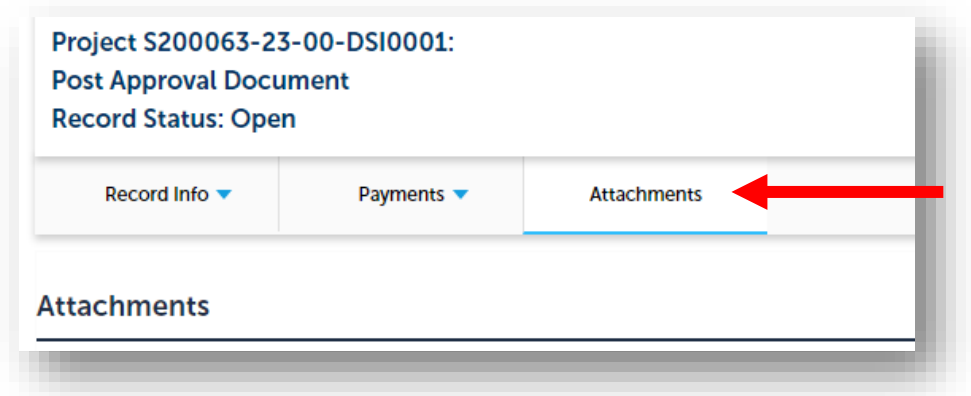 Project S200063-23-00-DSI0001:
Post Approval Document
Record Status: Open
Record Info Payments Attachments
Attachments